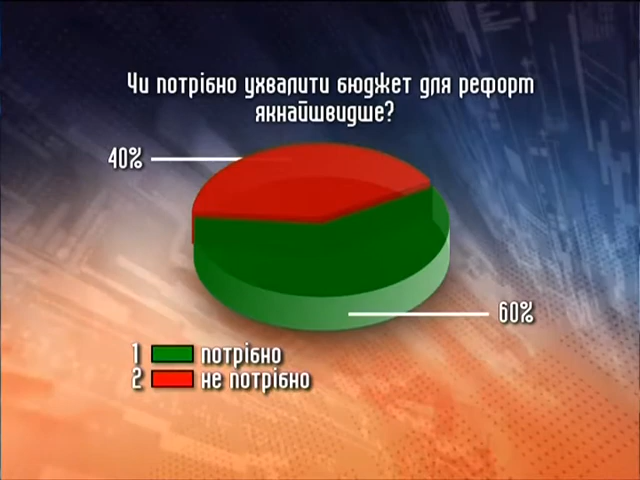 Чи потрібно ухвалити бюджет для реформ
якнайшвидше?
40%
60%
1 потрібно
2 не потрібно